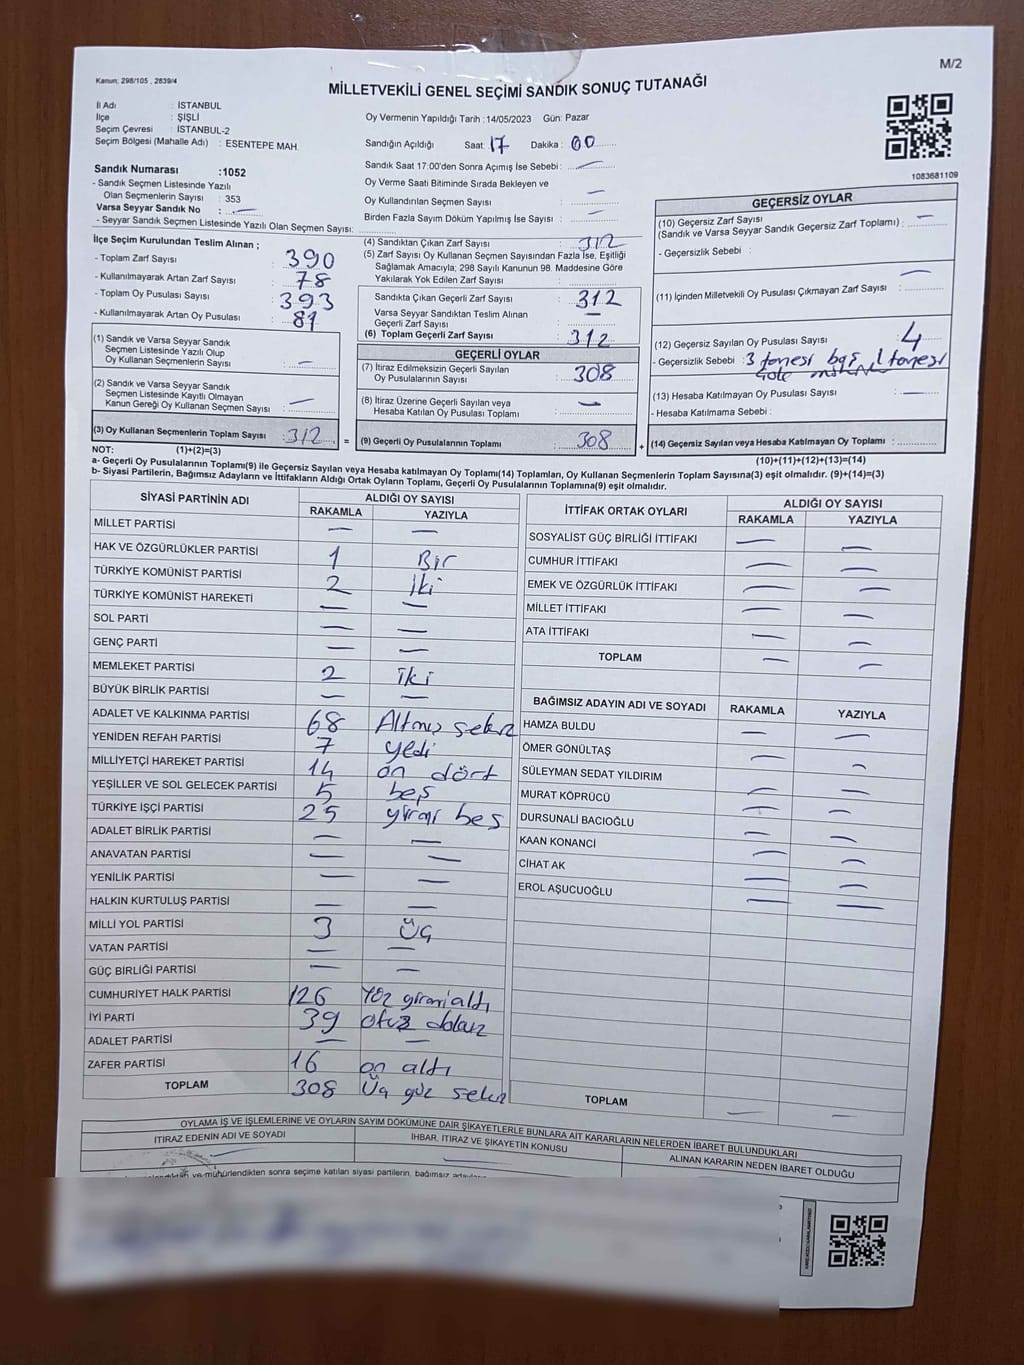 M/2
Kanun: 298/105 , 2839/4
MİLLETVEKİLİ GENEL SEÇİMİ SANDIK SONUÇ TUTANAĞI
İl Adı : İSTANBUL
İlçe : ŞİŞLİ
Seçim Çevresi : İSTANBUL-2
Seçim Bölgesi (Mahalle Adı) : ESENTEPE MAH.
Oy Vermenin Yapıldığı Tarih :14/05/2023 Gün: Pazar
Sandığın Açıldığı Saat: 17 Dakika : 00
Sandık Saat 17:00'den Sonra Açımış İse Sebebi: —
Oy Verme Saati Bitiminde Sırada Bekleyen ve
Oy Kullandırılan Seçmen Sayısı : —
Birden Fazla Sayım Döküm Yapılmış İse Sayısı : —
1083681109
Sandık Numarası :1052
- Sandık Seçmen Listesinde Yazılı
Olan Seçmenlerin Sayısı : 353
Varsa Seyyar Sandık No : —
- Seyyar Sandık Seçmen Listesinde Yazılı Olan Seçmen Sayısı:
İlçe Seçim Kurulundan Teslim Alınan ;
- Toplam Zarf Sayısı : 390
- Kullanılmayarak Artan Zarf Sayısı : 78
- Toplam Oy Pusulası Sayısı : 393
- Kullanılmayarak Artan Oy Pusulası : 81
(1) Sandık ve Varsa Seyyar Sandık
Seçmen Listesinde Yazılı Olup
Oy Kullanan Seçmenlerin Sayısı : —
(2) Sandık ve Varsa Seyyar Sandık
Seçmen Listesinde Kayıtlı Olmayan
Kanun Gereği Oy Kullanan Seçmen Sayısı : —
(3) Oy Kullanan Seçmenlerin Toplam Sayısı : 312 =
(4) Sandıktan Çıkan Zarf Sayısı : 312
(5) Zarf Sayısı Oy Kullanan Seçmen Sayısından Fazla İse, Eşitliği
Sağlamak Amacıyla; 298 Sayılı Kanunun 98. Maddesine Göre
Yakılarak Yok Edilen Zarf Sayısı :
Sandıkta Çıkan Geçerli Zarf Sayısı : 312
Varsa Seyyar Sandıktan Teslim Alınan
Geçerli Zarf Sayısı : —
(6) Toplam Geçerli Zarf Sayısı : 312
GEÇERLİ OYLAR
(7) İtiraz Edilmeksizin Geçerli Sayılan
Oy Pusulalarının Sayısı : 308
(8) İtiraz Üzerine Geçerli Sayılan veya
Hesaba Katılan Oy Pusulası Toplamı : —
(9) Geçerli Oy Pusulalarının Toplamı : 308 +
GEÇERSİZ OYLAR
(10) Geçersiz Zarf Sayısı
(Sandık ve Varsa Seyyar Sandık Geçersiz Zarf Toplamı) : —
- Geçersizlik Sebebi :
—
(11) İçinden Milletvekili Oy Pusulası Çıkmayan Zarf Sayısı :
(12) Geçersiz Sayılan Oy Pusulası Sayısı : 4
- Geçersizlik Sebebi : 3 tanesi boş, 1 tanesi
(13) Hesaba Katılmayan Oy Pusulası Sayısı : —
- Hesaba Katılmama Sebebi :
(14) Geçersiz Sayılan veya Hesaba Katılmayan Oy Toplamı :
NOT: (1)+(2)=(3) (10)+(11)+(12)+(13)=(14)
a- Geçerli Oy Pusulalarının Toplamı(9) ile Geçersiz Sayılan veya Hesaba katılmayan Oy Toplamı(14) Toplamları, Oy Kullanan Seçmenlerin Toplam Sayısına(3) eşit olmalıdır. (9)+(14)=(3)
b- Siyasi Partilerin, Bağımsız Adayların ve İttifakların Aldığı Ortak Oyların Toplamı, Geçerli Oy Pusulalarının Toplamına(9) eşit olmalıdır.
SİYASİ PARTİNİN ADI ALDIĞI OY SAYISI
RAKAMLA YAZIYLA
MİLLET PARTİSİ — —
HAK VE ÖZGÜRLÜKLER PARTİSİ 1 Bir
TÜRKİYE KOMÜNİST PARTİSİ 2 iki
TÜRKİYE KOMÜNİST HAREKETİ — —
SOL PARTİ — —
GENÇ PARTİ — —
MEMLEKET PARTİSİ 2 iki
BÜYÜK BİRLİK PARTİSİ — —
ADALET VE KALKINMA PARTİSİ 68 Altmış sekiz
YENİDEN REFAH PARTİSİ 7 yedi
MİLLİYETÇİ HAREKET PARTİSİ 14 on dört
YEŞİLLER VE SOL GELECEK PARTİSİ 5 beş
TÜRKİYE İŞÇİ PARTİSİ 25 yirmi beş
ADALET BİRLİK PARTİSİ — —
ANAVATAN PARTİSİ — —
YENİLİK PARTİSİ — —
HALKIN KURTULUŞ PARTİSİ — —
MİLLİ YOL PARTİSİ 3 Üç
VATAN PARTİSİ — —
GÜÇ BİRLİĞİ PARTİSİ — —
CUMHURİYET HALK PARTİSİ 126 Yüz yirmi altı
İYİ PARTİ 39 otuz dokuz
ADALET PARTİSİ — —
ZAFER PARTİSİ 16 on altı
TOPLAM 308 Üç yüz sekiz
İTTİFAK ORTAK OYLARI ALDIĞI OY SAYISI
RAKAMLA YAZIYLA
SOSYALİST GÜÇ BİRLİĞİ İTTİFAKI — —
CUMHUR İTTİFAKI — —
EMEK VE ÖZGÜRLÜK İTTİFAKI — —
MİLLET İTTİFAKI — —
ATA İTTİFAKI — —
TOPLAM — —
BAĞIMSIZ ADAYIN ADI VE SOYADI RAKAMLA YAZIYLA
HAMZA BULDU — —
ÖMER GÖNÜLTAŞ — —
SÜLEYMAN SEDAT YILDIRIM — —
MURAT KÖPRÜCÜ — —
DURSUNALİ BACIOĞLU — —
KAAN KONANCİ — —
CİHAT AK — —
EROL AŞUCUOĞLU — —
TOPLAM — —
OYLAMA İŞ VE İŞLEMLERİNE VE OYLARIN SAYIM DÖKÜMÜNE DAİR ŞİKAYETLERLE BUNLARA AİT KARARLARIN NELERDEN İBARET BULUNDUKLARI
İTİRAZ EDENİN ADI VE SOYADI İHBAR, İTİRAZ VE ŞİKAYETİN KONUSU ALINAN KARARIN NEDEN İBARET OLDUĞU
ve mühürlendikten sonra seçime katılan siyasi partilerin, bağımsız